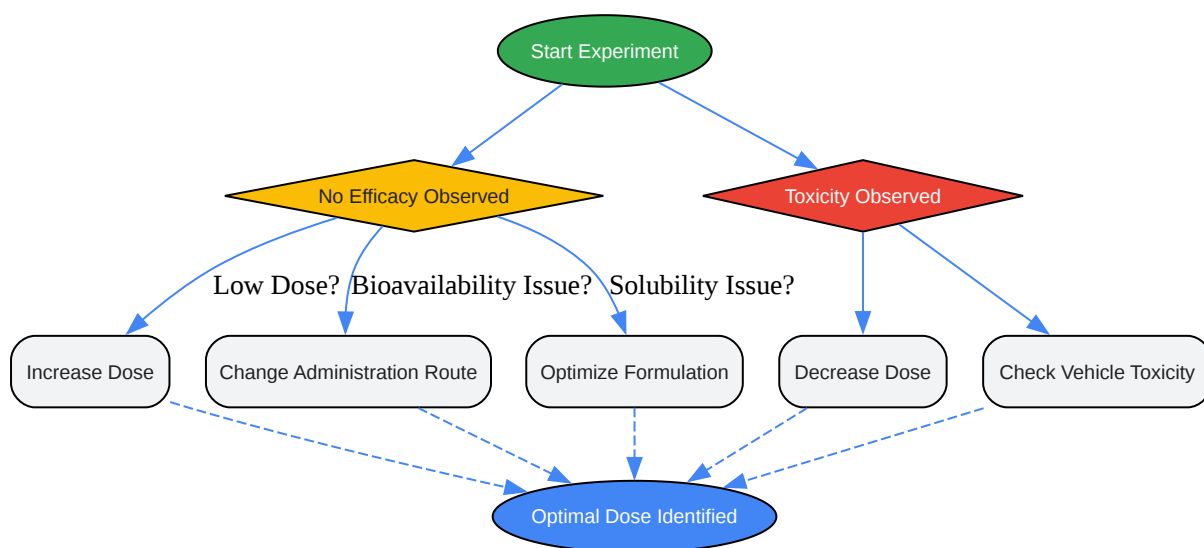 Start Experiment
No Efficacy Observed
Toxicity Observed
Low Dose?
Bioavailability Issue?
Solubility Issue?
Increase Dose
Change Administration Route
Optimize Formulation
Decrease Dose
Check Vehicle Toxicity
Optimal Dose Identified